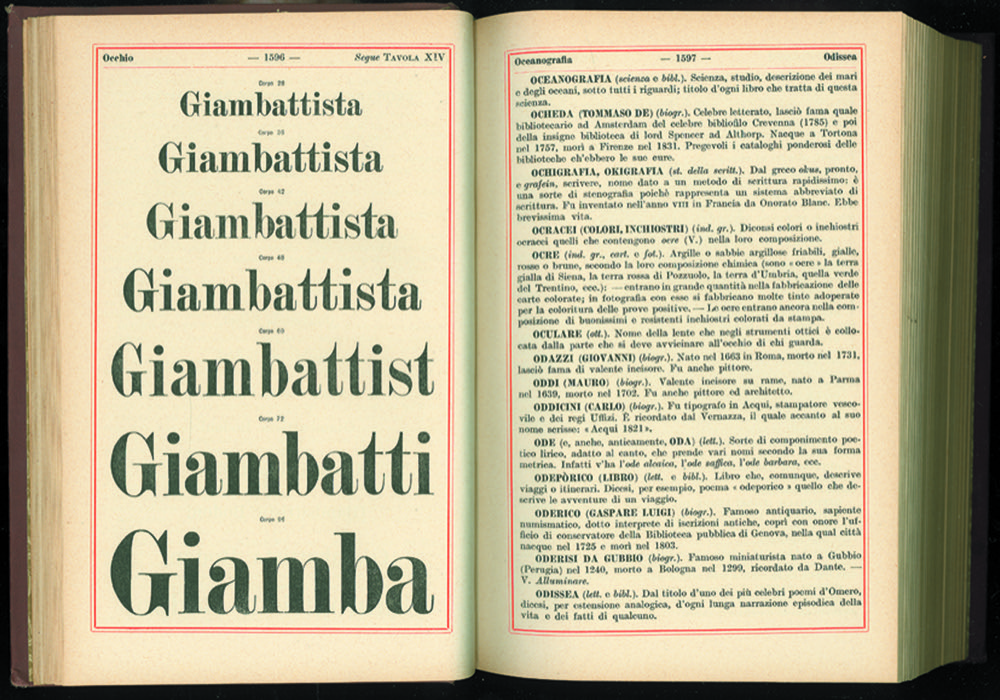 Occhio — 1596 — Segue TAVOLA XIV
Corpo 28
Giambattista
Corpo
Giambattista
Corpo 42
Giambattista
Corpo 48
Giambattista
Corpo 60
Giambattist
Corpo 72
Giambatti
Corpo 96
Giamba
Oceanografia — 1597 — Odissea
OCEANOGRAFIA (scienza e bibl.). Scienza, studio, descrizione dei mari
e degli oceani, sotto tutti i riguardi; titolo d'ogni libro che tratta di questa
scienza.
OCHEDA (TOMMASO DE) (biogr.). Celebre letterato, lasciò fama quale
bibliotecario ad Amsterdam del celebre bibliofilo Crevenna (1785) e poi
della insigne biblioteca di lord Spencer ad Althorp. Nacque a Tortona
nel 1757, morì a Firenze nel 1831. Pregevoli i cataloghi ponderosi delle
biblioteche ch'ebbero le sue cure.
OCHIGRAFIA, OKIGRAFIA (st. della scritt.). Dal greco okus, pronto,
e grafein, scrivere, nome dato a un metodo di scrittura rapidissimo; è
una sorte di stenografia poichè rappresenta un sistema abbreviato di
scrittura. Fu inventato nell'anno VIII in Francia da Onorato Blanc. Ebbe
brevissima vita.
OCRACEI (COLORI, INCHIOSTRI) (ind. gr.). Diconsi colori o inchiostri
ocracei quelli che contengono ocre (V.) nella loro composizione.
OCRE (ind. gr., cart. e fot.). Argille o sabbie argillose friabili, gialle,
rosse o brune, secondo la loro composizione chimica (sono « ocre » la terra
gialla di Siena, la terra rossa di Pozzuolo, la terra d'Umbria, quella verde
del Trentino, ecc.): — entrano in grande quantità nella fabbricazione delle
carte colorate; in fotografia con esse si fabbricano molte tinte adoperate
per la coloritura delle prove positive. — Le ocre entrano ancora nella com-
posizione di buonissimi e resistenti inchiostri colorati da stampa.
OCULARE (ott.). Nome della lente che negli strumenti ottici è collo-
cata dalla parte che si deve avvicinare all'occhio di chi guarda.
ODAZZI (GIOVANNI) (biogr.). Nato nel 1663 in Roma, morto nel 1731,
lasciò fama di valente incisore. Fu anche pittore.
ODDI (MAURO) (biogr.). Valente incisore su rame, nato a Parma
nel 1639, morto nel 1702. Fu anche pittore ed architetto.
ODDICINI (CARLO) (biogr.). Fu tipografo in Acqui, stampatore vesco-
vile e dei regi Uffizi. È ricordato dal Vernazza, il quale accanto al suo
nome scrisse: « Acqui 1821 ».
ODE (e, anche, anticamente, ODA) (lett.). Sorte di componimento poe-
tico lirico, adatto al canto, che prende vari nomi secondo la sua forma
metrica. Infatti v'ha l'ode alcaica, l'ode saffica, l'ode barbara, ecc.
ODEPÒRICO (LIBRO) (lett. e bibl.). Libro che, comunque, descrive
viaggi o itinerari. Dicesi, per esempio, poema « odeporico » quello che de-
scrive le avventure di un viaggio.
ODERICO (GASPARE LUIGI) (biogr.). Famoso antiquario, sapiente
numismatico, dotto interprete di iscrizioni antiche, coprì con onore l'uf-
ficio di conservatore della Biblioteca pubblica di Genova, nella qual città
nacque nel 1725 e morì nel 1803.
ODERISI DA GUBBIO (biogr.). Famoso miniaturista nato a Gubbio
(Perugia) nel 1240, morto a Bologna nel 1299, ricordato da Dante. —
V. Alluminare.
ODISSEA (lett. e bibl.). Dal titolo d'uno dei più celebri poemi d'Omero,
dicesi, per estensione analogica, d'ogni lunga narrazione episodica della
vita e dei fatti di qualcuno.